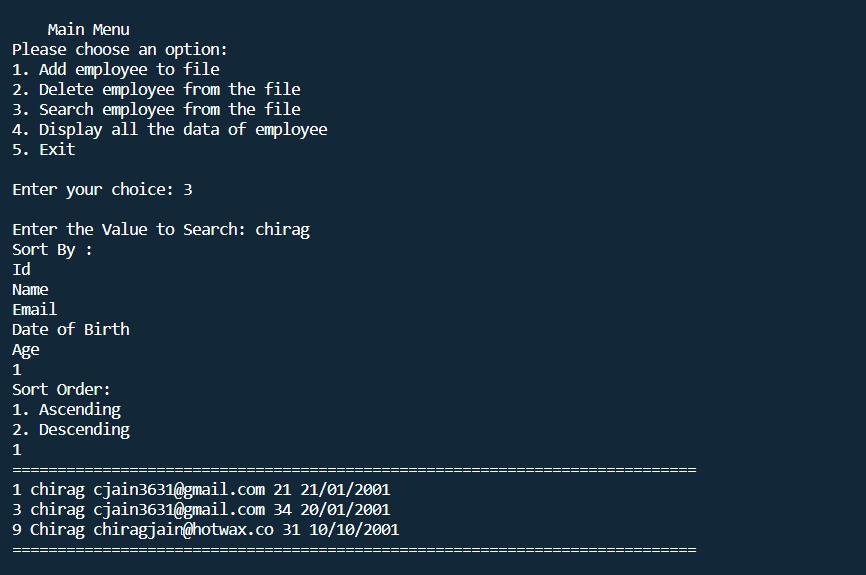 Main Menu
Please choose an option:
1. Add employee to file
2. Delete employee from the file
3. Search employee from the file
4. Display all the data of employee
5. Exit
Enter your choice: 3
Enter the Value to Search: chirag
Sort By :
Id
Name
Email
Date of Birth
Age
1
Sort Order:
1. Ascending
2. Descending
1
============================================================================
1 chirag cjain3631@gmail.com 21 21/01/2001
3 chirag cjain3631@gmail.com 34 20/01/2001
9 Chirag chiragjain@hotwax.co 31 10/10/2001
============================================================================